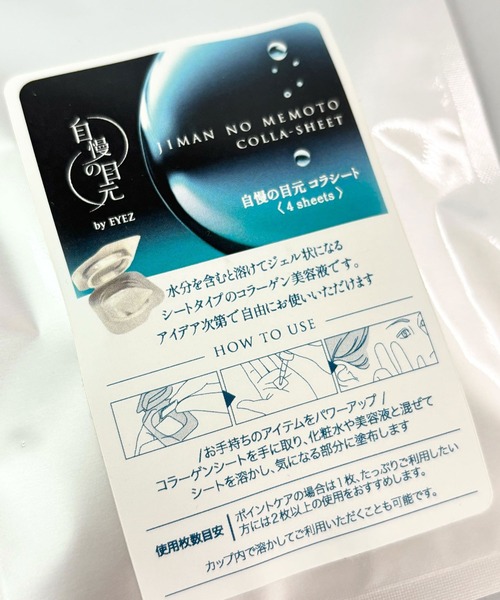 自慢の目元
by EYEZ
JIMAN NO MEMOTO
COLLA-SHEET
自慢の目元 コラシート
〈 4 sheets 〉
水分を含むと溶けてジェル状になる
シートタイプのコラーゲン美容液です。
アイデア次第で自由にお使いいただけます
HOW TO USE
\お手持ちのアイテムをパワーアップ/
コラーゲンシートを手に取り、化粧水や美容液と混ぜて
シートを溶かし、気になる部分に塗布します
使用枚数目安
ポイントケアの場合は1枚、たっぷりご利用したい
方には2枚以上の使用をおすすめします。
カップ内で溶かしてご利用いただくことも可能です。